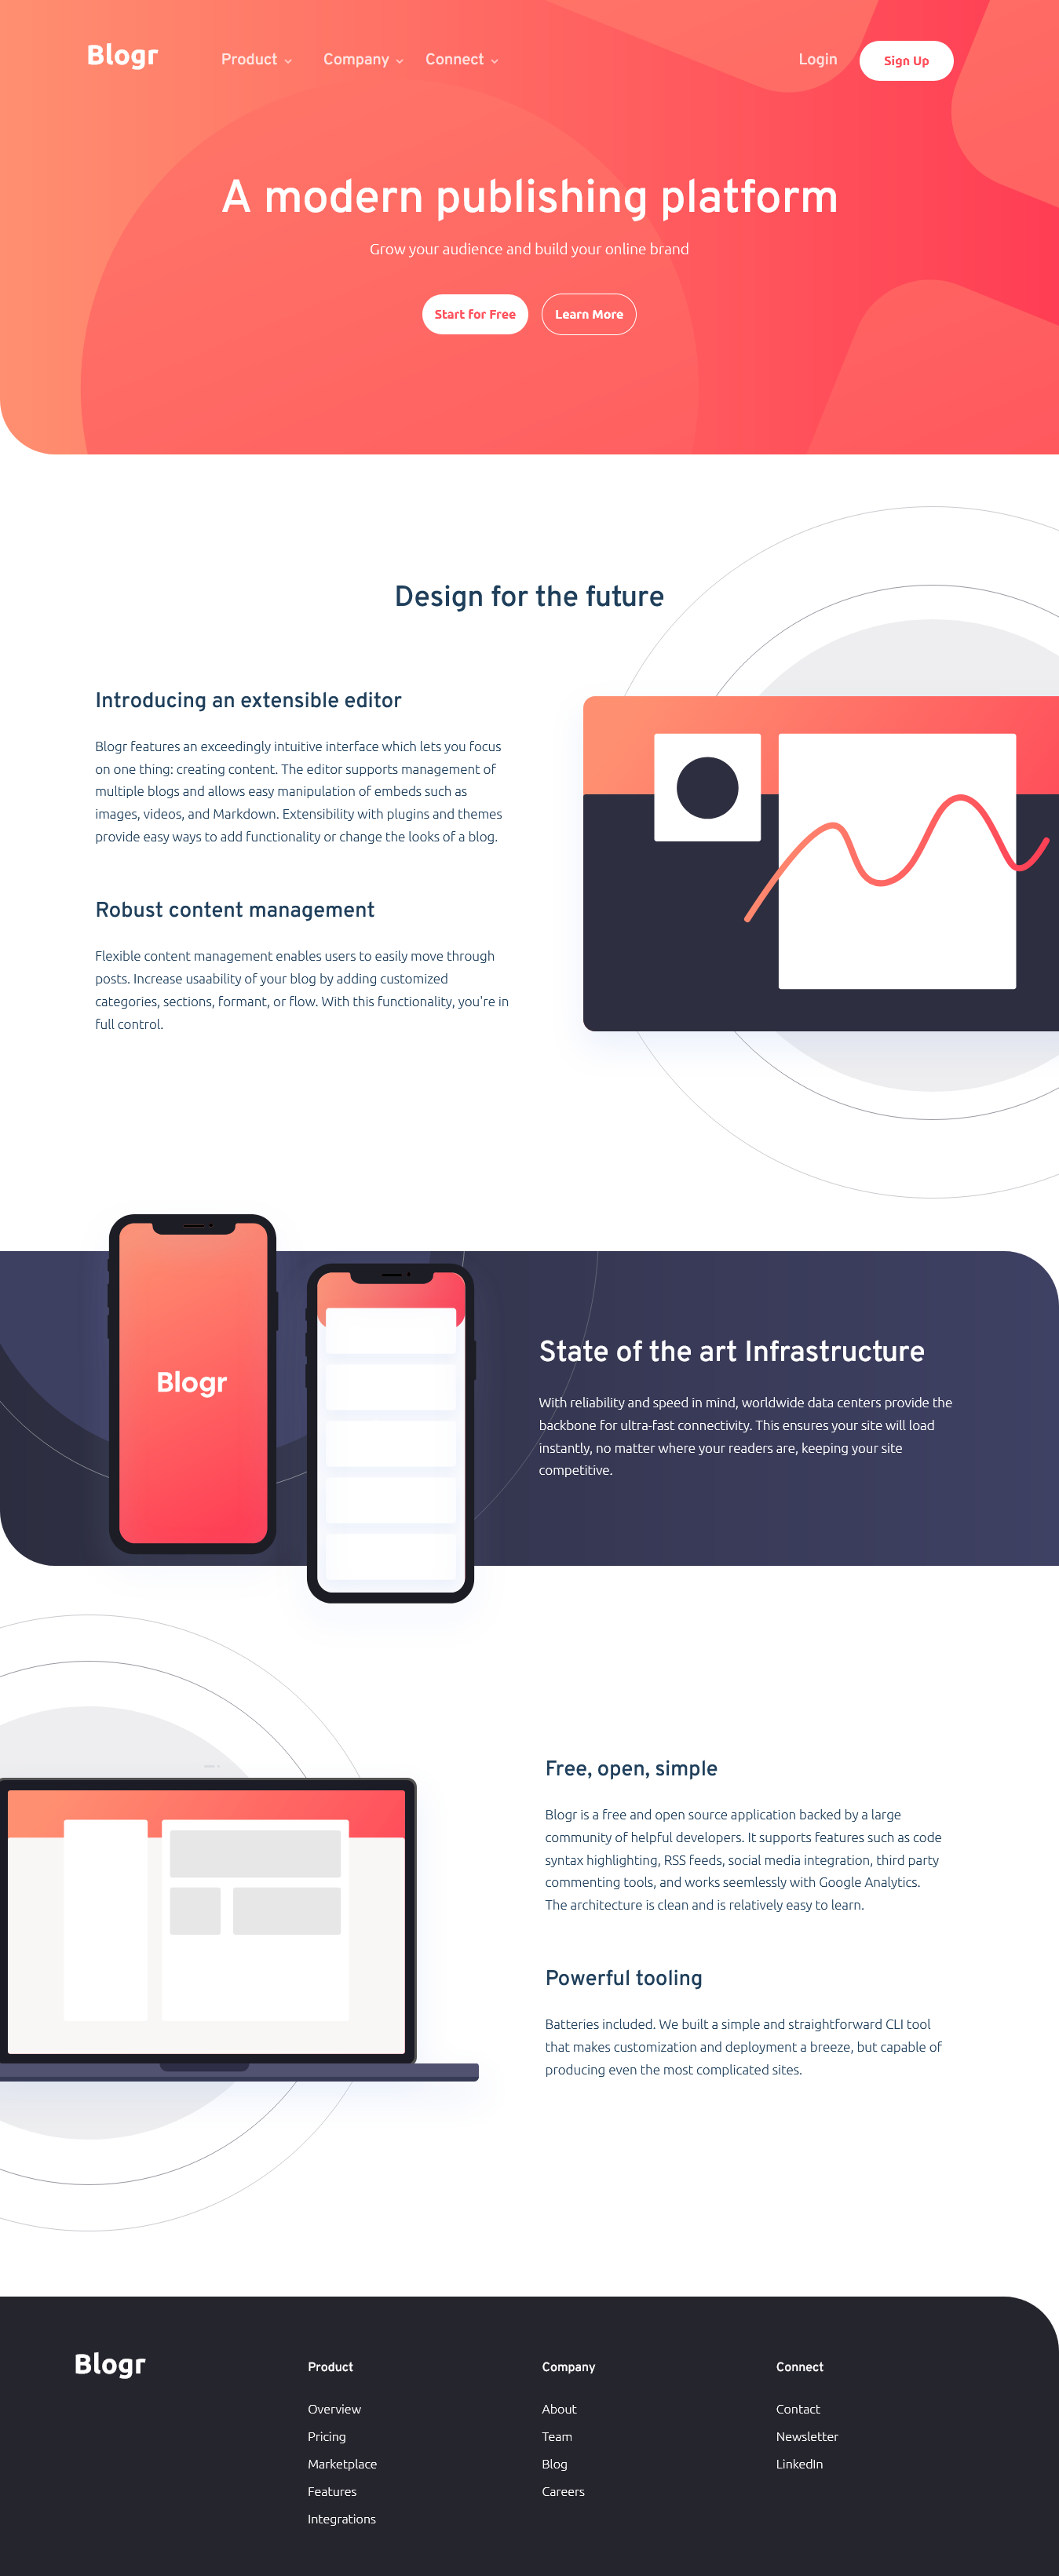 Blogr
Product
Company
Connect
Login
Sign Up
A modern publishing platform
Grow your audience and build your online brand
Start for Free
Learn More
Design for the future
Introducing an extensible editor
Blogr features an exceedingly intuitive interface which lets you focus
on one thing: creating content. The editor supports management of
multiple blogs and allows easy manipulation of embeds such as
images, videos, and Markdown. Extensibility with plugins and themes
provide easy ways to add functionality or change the looks of a blog.
Robust content management
Flexible content management enables users to easily move through
posts. Increase usaability of your blog by adding customized
categories, sections, formant, or flow. With this functionality, you're in
full control.
Blogr
State of the art Infrastructure
With reliability and speed in mind, worldwide data centers provide the
backbone for ultra-fast connectivity. This ensures your site will load
instantly, no matter where your readers are, keeping your site
competitive.
Free, open, simple
Blogr is a free and open source application backed by a large
community of helpful developers. It supports features such as code
syntax highlighting, RSS feeds, social media integration, third party
commenting tools, and works seemlessly with Google Analytics.
The architecture is clean and is relatively easy to learn.
Powerful tooling
Batteries included. We built a simple and straightforward CLI tool
that makes customization and deployment a breeze, but capable of
producing even the most complicated sites.
Blogr
Product
Overview
Pricing
Marketplace
Features
Integrations
Company
About
Team
Blog
Careers
Connect
Contact
Newsletter
LinkedIn